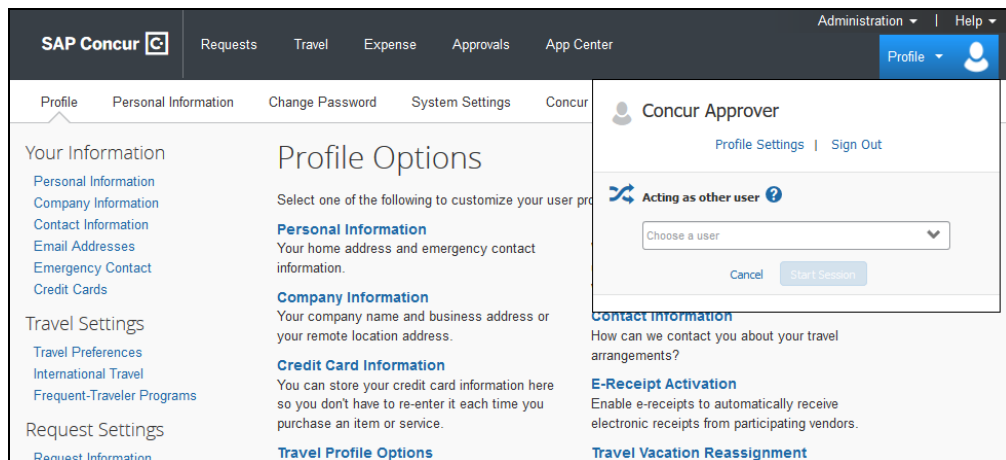 Administration | Help
SAP Concur C Requests Travel Expense Approvals App Center
Profile
Profile Personal Information Change Password System Settings Concur
Concur Approver
Profile Settings | Sign Out
Acting as other user ?
Choose a user
Cancel Start Session
Your Information
Personal Information
Company Information
Contact Information
Email Addresses
Emergency Contact
Credit Cards
Travel Settings
Travel Preferences
International Travel
Frequent-Traveler Programs
Request Settings
Request Information
Profile Options
Select one of the following to customize your user pro
Personal Information
Your home address and emergency contact
information.
Company Information
Your company name and business address or
your remote location address.
Credit Card Information
You can store your credit card information here
so you don't have to re-enter it each time you
purchase an item or service.
Travel Profile Options
Contact Information
How can we contact you about your travel
arrangements?
E-Receipt Activation
Enable e-receipts to automatically receive
electronic receipts from participating vendors.
Travel Vacation Reassignment